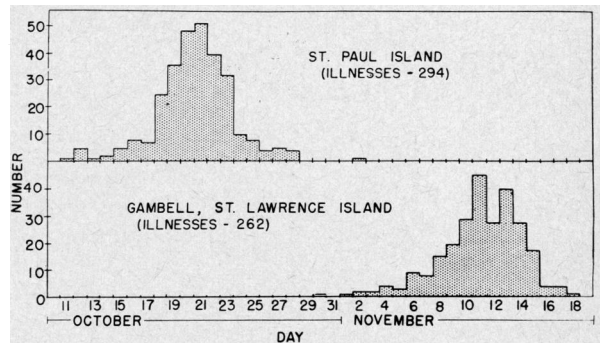 50
40
30
20
10
ST. PAUL ISLAND
(ILLNESSES - 294)
NUMBER
40
30
20
10
0
GAMBELL, ST. LAWRENCE ISLAND
(ILLNESSES - 262)
11 13 15 17 19 21 23 25 27 29 31 2 4 6 8 10 12 14 16 18
OCTOBER NOVEMBER
DAY